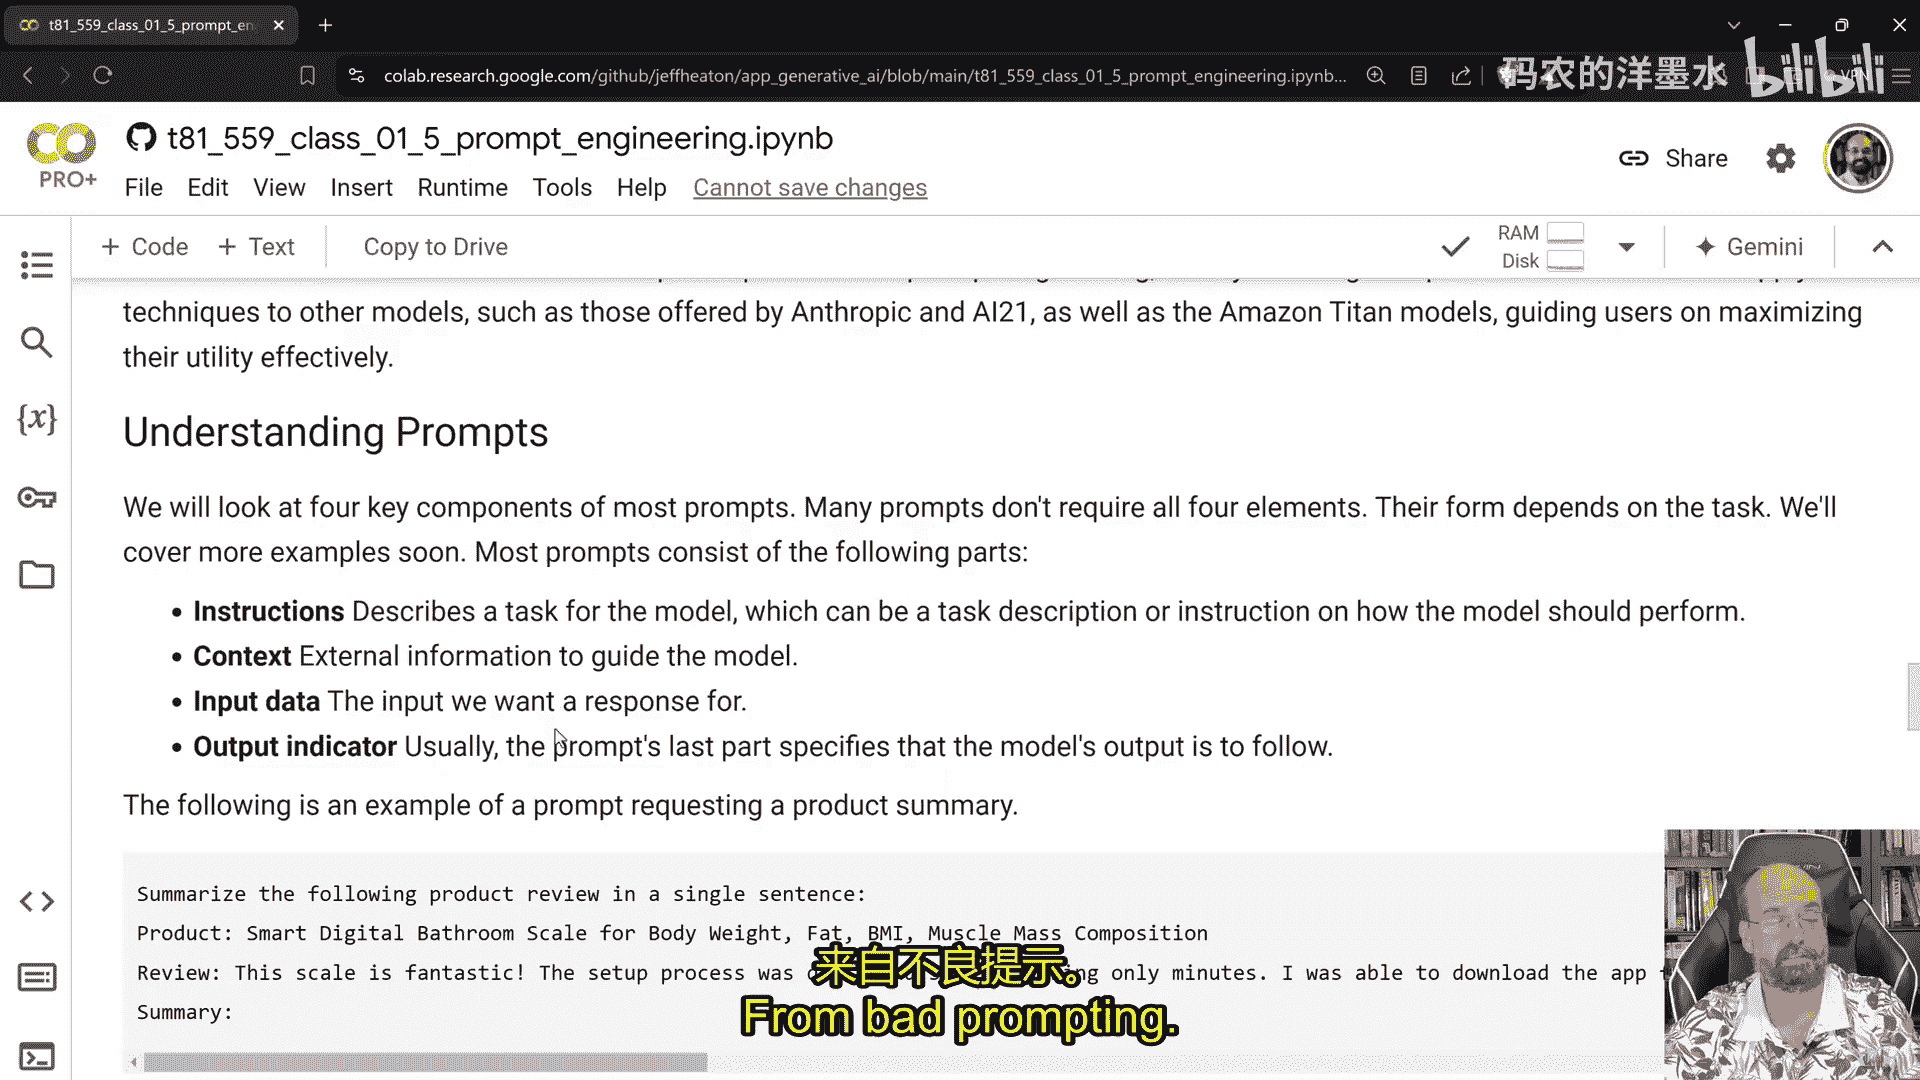 t81_559_class_01_5_prompt_en
colab.research.google.com/github/jeffheaton/app_generative_ai/blob/main/t81_559_class_01_5_prompt_engineering.ipynb...
码农的洋墨水 bilibili
VPN
t81_559_class_01_5_prompt_engineering.ipynb
PRO+
File Edit View Insert Runtime Tools Help Cannot save changes
Share
+ Code + Text Copy to Drive
RAM
Disk
Gemini
techniques to other models, such as those offered by Anthropic and AI21, as well as the Amazon Titan models, guiding users on maximizing
their utility effectively.
Understanding Prompts
We will look at four key components of most prompts. Many prompts don't require all four elements. Their form depends on the task. We'll
cover more examples soon. Most prompts consist of the following parts:
• Instructions Describes a task for the model, which can be a task description or instruction on how the model should perform.
• Context External information to guide the model.
• Input data The input we want a response for.
• Output indicator Usually, the prompt's last part specifies that the model's output is to follow.
The following is an example of a prompt requesting a product summary.
Summarize the following product review in a single sentence:
Product: Smart Digital Bathroom Scale for Body Weight, Fat, BMI, Muscle Mass Composition
Review: This scale is fantastic! The setup process was only minutes. I was able to download the app
Summary:
来自不良提示。
From bad prompting.